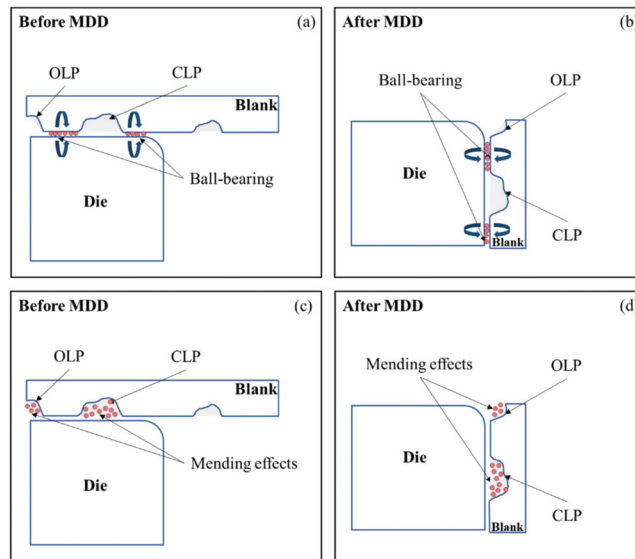 Before MDD
(a)
OLP
CLP
Blank
Ball-bearing
Die
After MDD
(b)
Ball-bearing
OLP
Die
CLP
Blank
Before MDD
(c)
OLP
CLP
Blank
Mending effects
Die
After MDD
(d)
Mending effects
OLP
Die
CLP
Blank